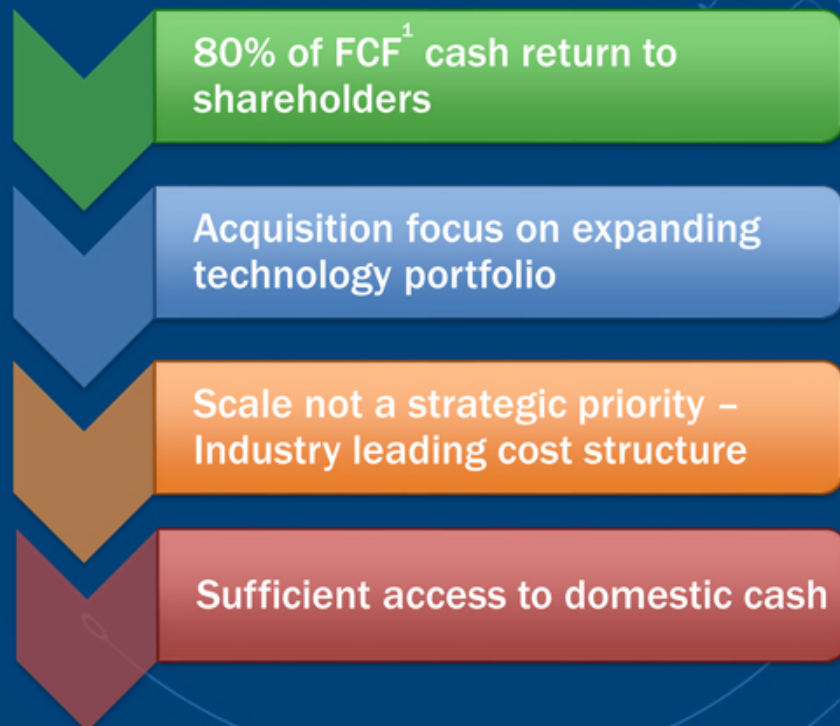 80% of FCF¹ cash return to
shareholders
Acquisition focus on expanding
technology portfolio
Scale not a strategic priority –
Industry leading cost structure
Sufficient access to domestic cash